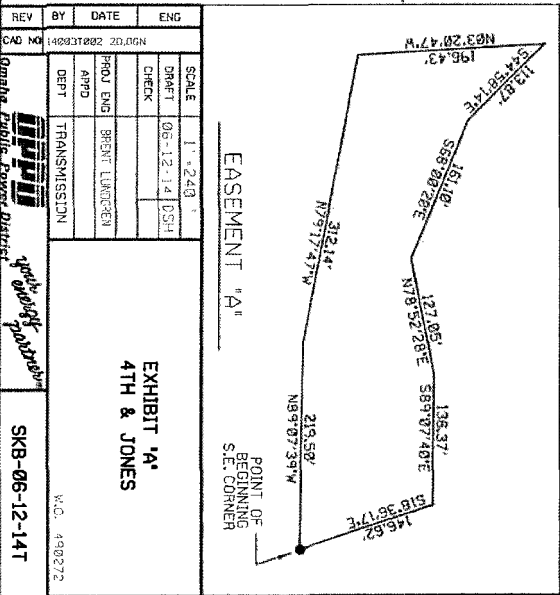 N03°20'47"W
196.43'
113.87'
S44°58'14"E
161.10'
S68°00'20"E
127.05'
N78°52'28"E
136.37'
S89°07'40"E
146.62'
S18°36'17"E
312.14'
N79°17'47"W
219.50'
N89°07'39"W
POINT OF
BEGINNING
S.E. CORNER
EASEMENT "A"
SCALE 1"=240'
DRAFT 06-12-14 DSH
CHECK
PROJ ENG BRENT LUNDGREN
APPD
DEPT TRANSMISSION
EXHIBIT "A"
4TH & JONES
W.O. 490272
REV BY DATE ENG
CAD NO 14003T002 2D.DGN
OPPD
Omaha Public Power District
your energy partner
SKB-06-12-14T